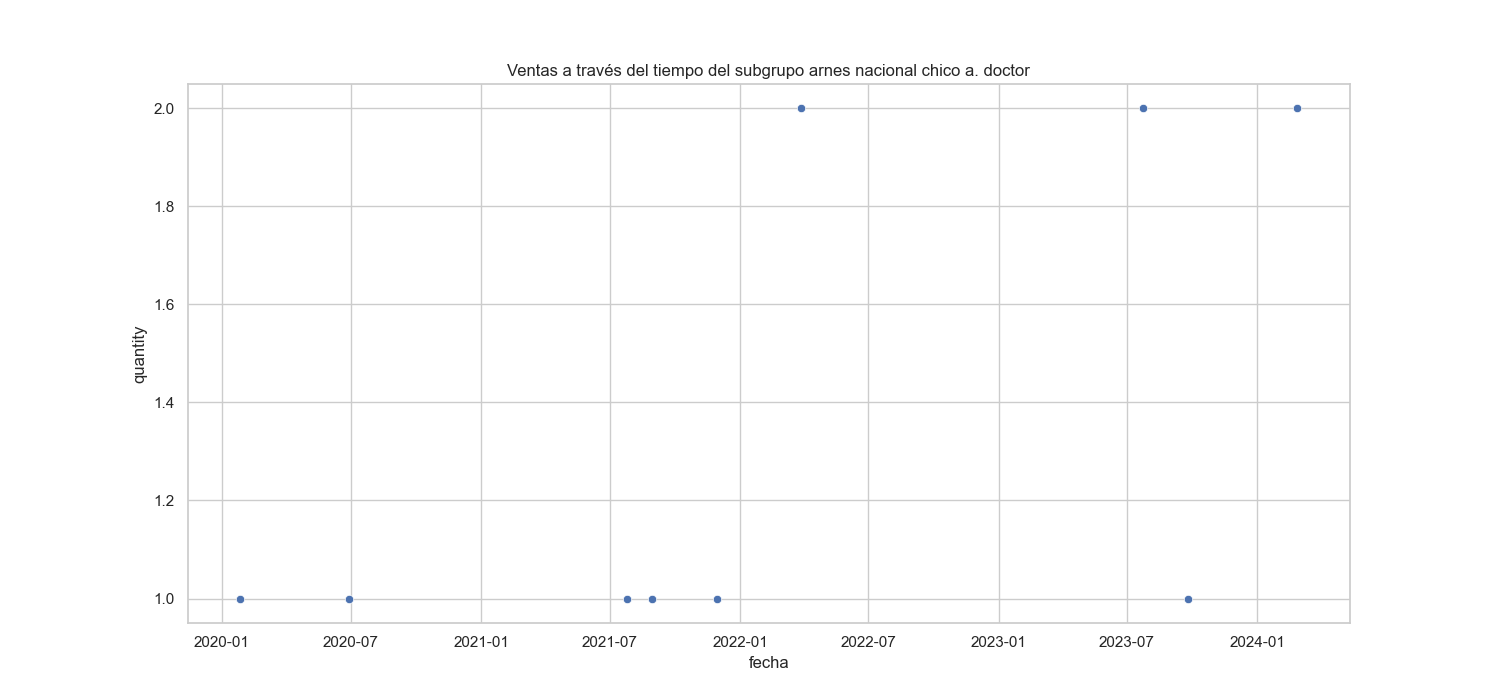 Ventas a través del tiempo del subgrupo arnes nacional chico a. doctor
2.0
1.8
1.6
1.4
1.2
1.0
quantity
2020-01 2020-07 2021-01 2021-07 2022-01 2022-07 2023-01 2023-07 2024-01
fecha